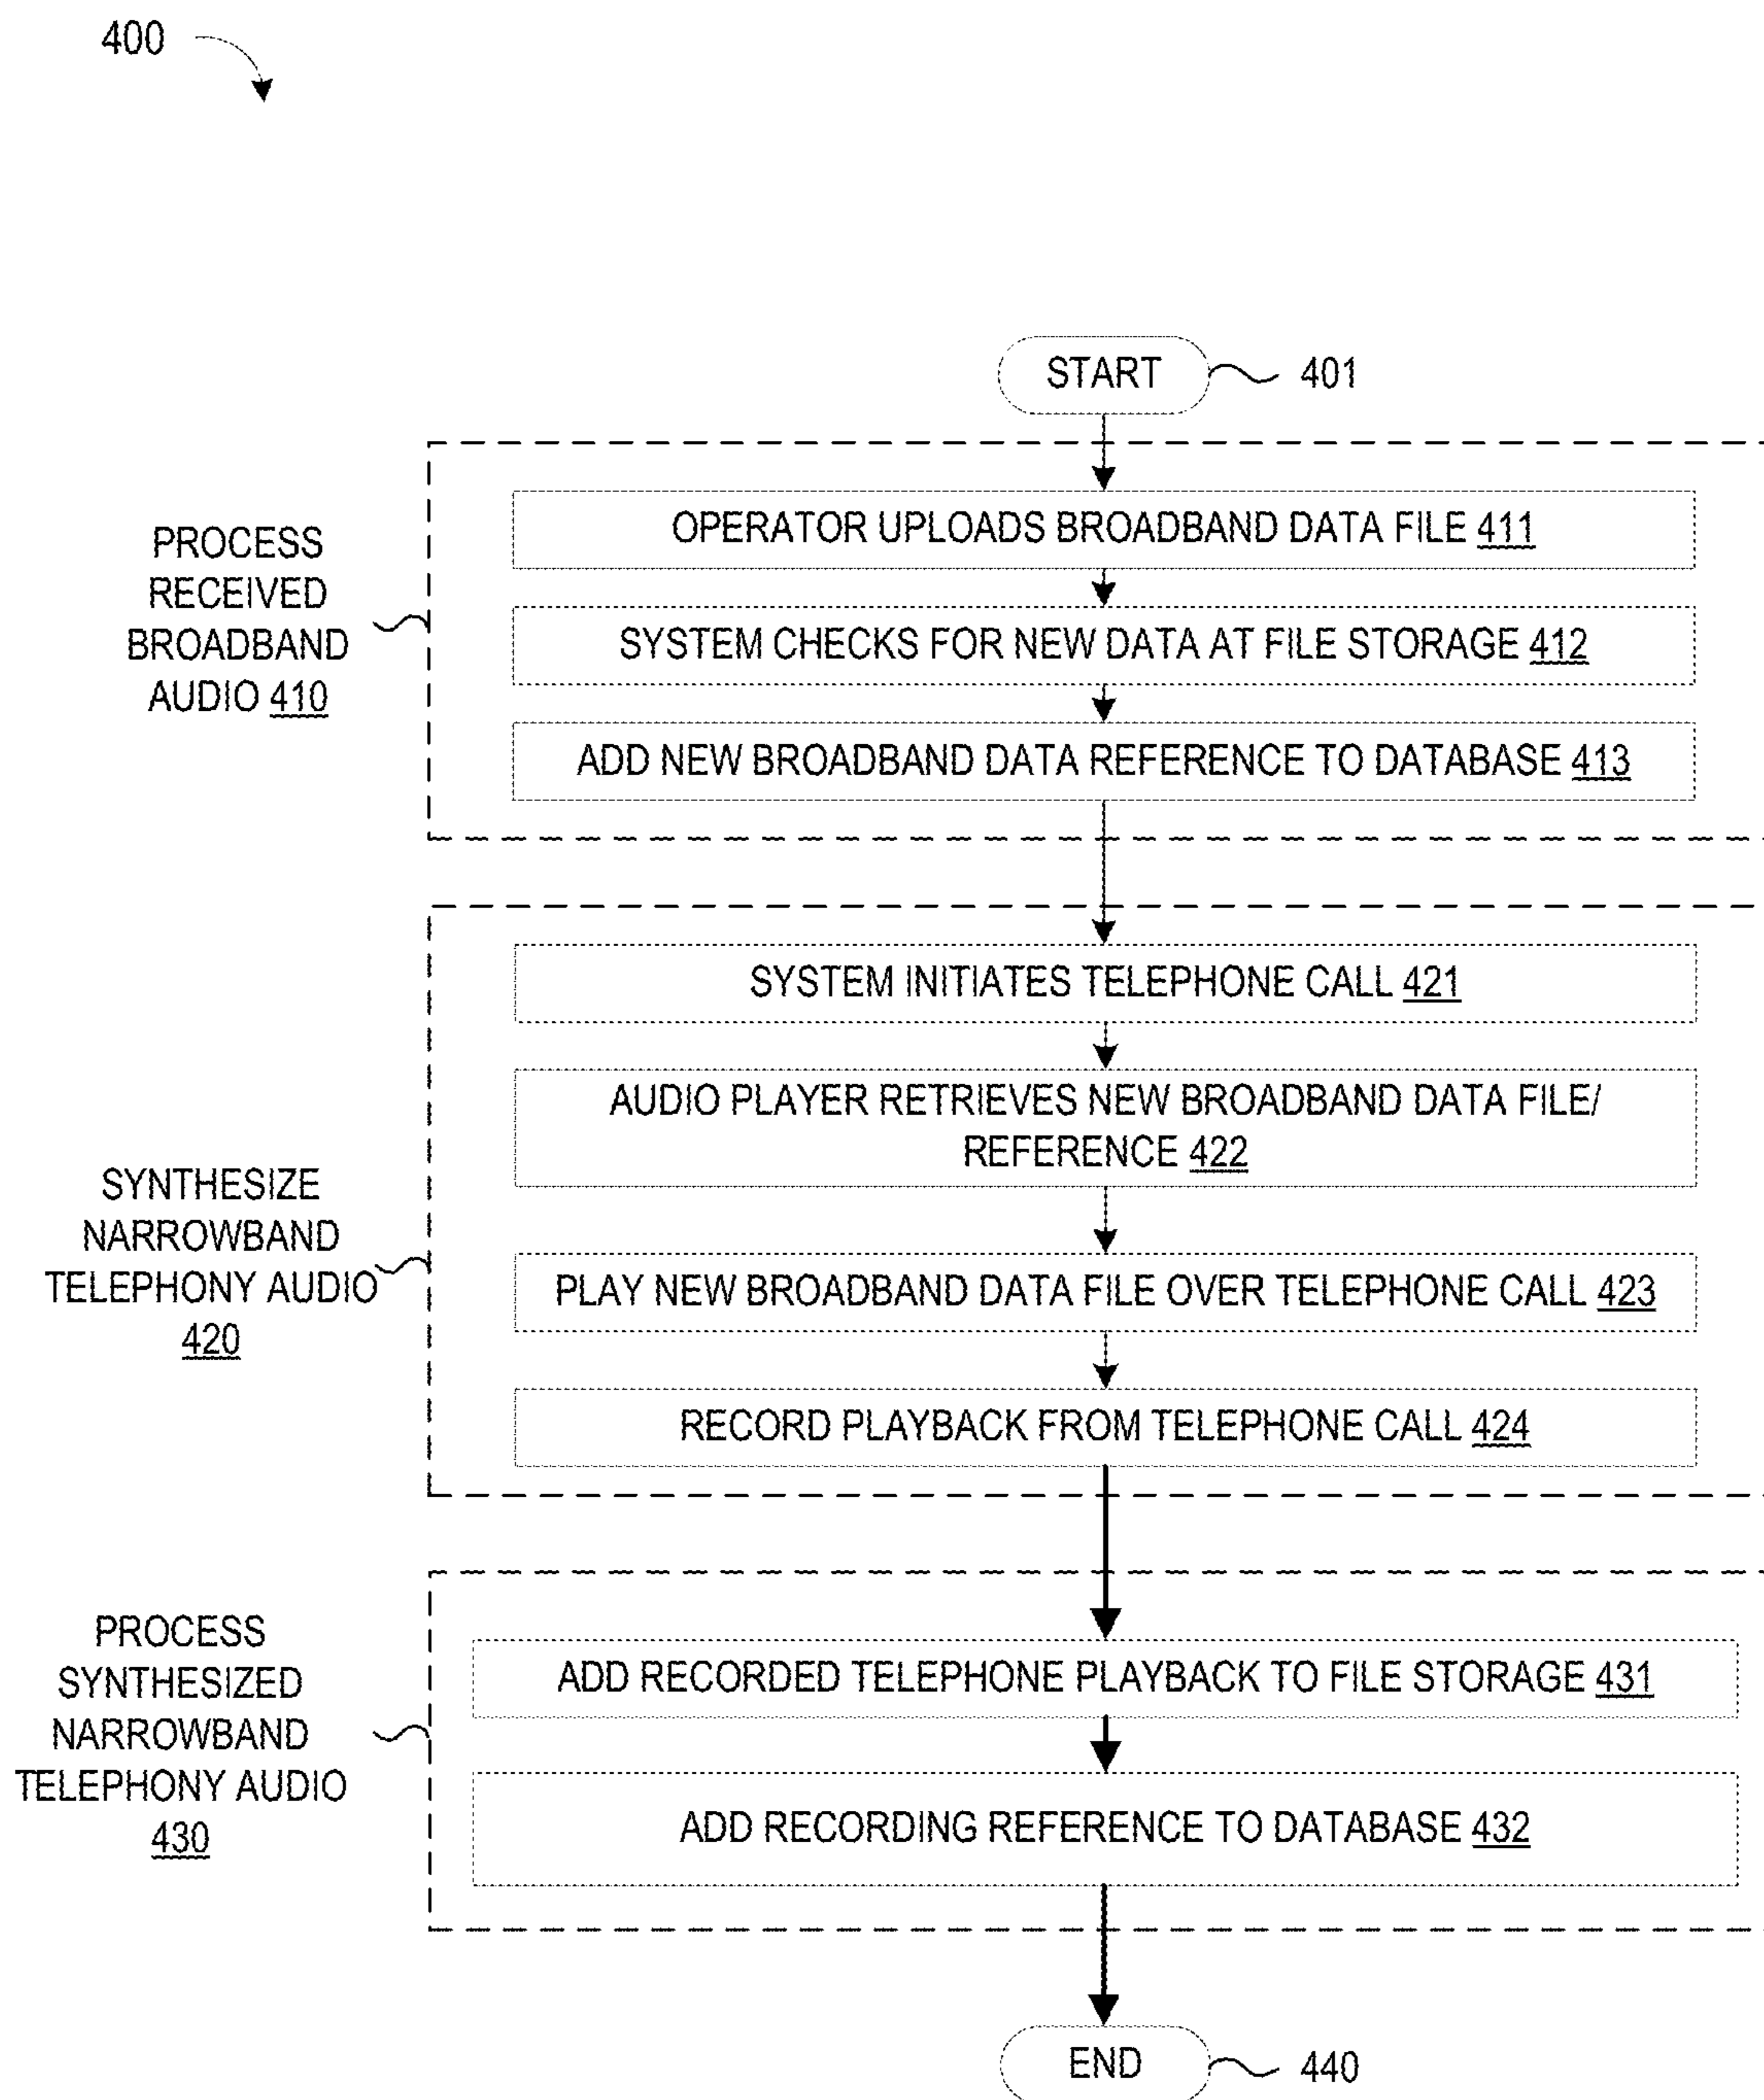 400
START
401
PROCESS
RECEIVED
BROADBAND
AUDIO 410
OPERATOR UPLOADS BROADBAND DATA FILE 411
SYSTEM CHECKS FOR NEW DATA AT FILE STORAGE 412
ADD NEW BROADBAND DATA REFERENCE TO DATABASE 413
SYNTHESIZE
NARROWBAND
TELEPHONY AUDIO
420
SYSTEM INITIATES TELEPHONE CALL 421
AUDIO PLAYER RETRIEVES NEW BROADBAND DATA FILE/
REFERENCE 422
PLAY NEW BROADBAND DATA FILE OVER TELEPHONE CALL 423
RECORD PLAYBACK FROM TELEPHONE CALL 424
PROCESS
SYNTHESIZED
NARROWBAND
TELEPHONY AUDIO
430
ADD RECORDED TELEPHONE PLAYBACK TO FILE STORAGE 431
ADD RECORDING REFERENCE TO DATABASE 432
END
440